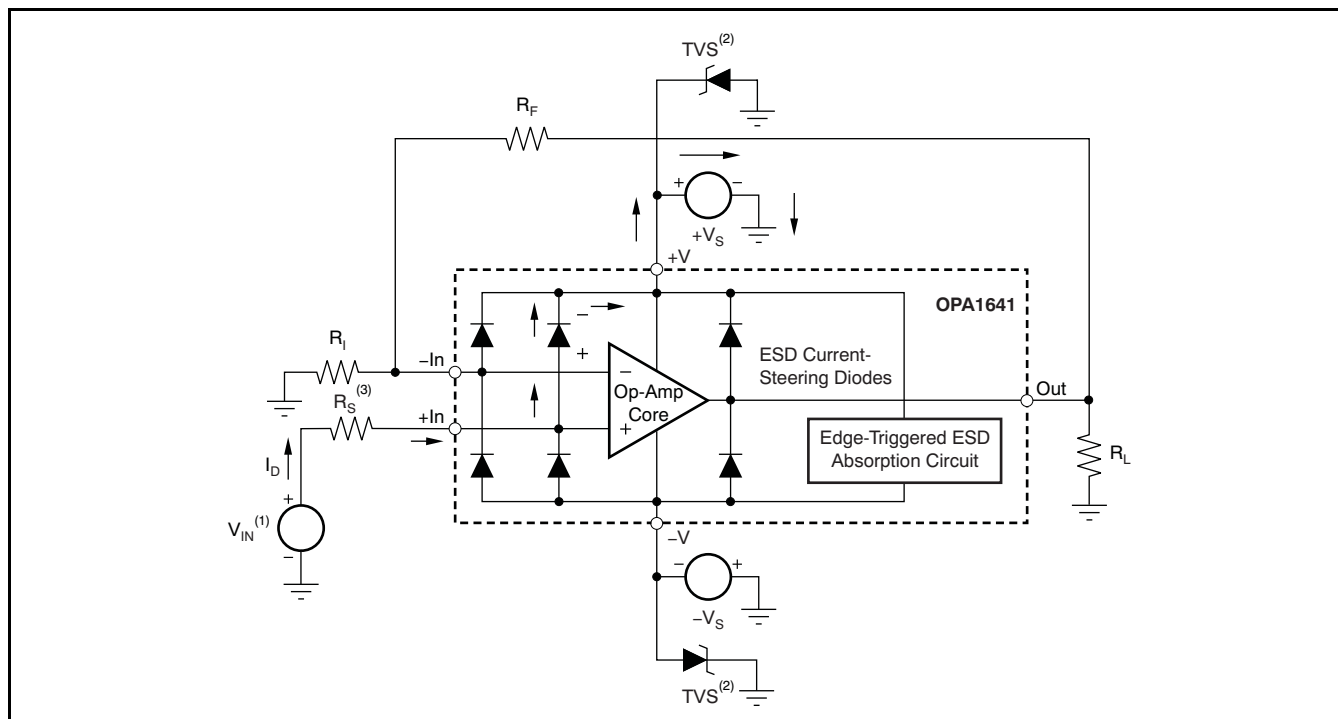 TVS(2)
RF
+ −
+VS
+V
OPA1641
−
+
RI
−In
−
ESD Current-
Steering Diodes
Op-Amp
Core
Out
RS(3)
+In
+
Edge-Triggered ESD
Absorption Circuit
RL
ID
+
VIN(1)
−
−V
− +
−VS
TVS(2)